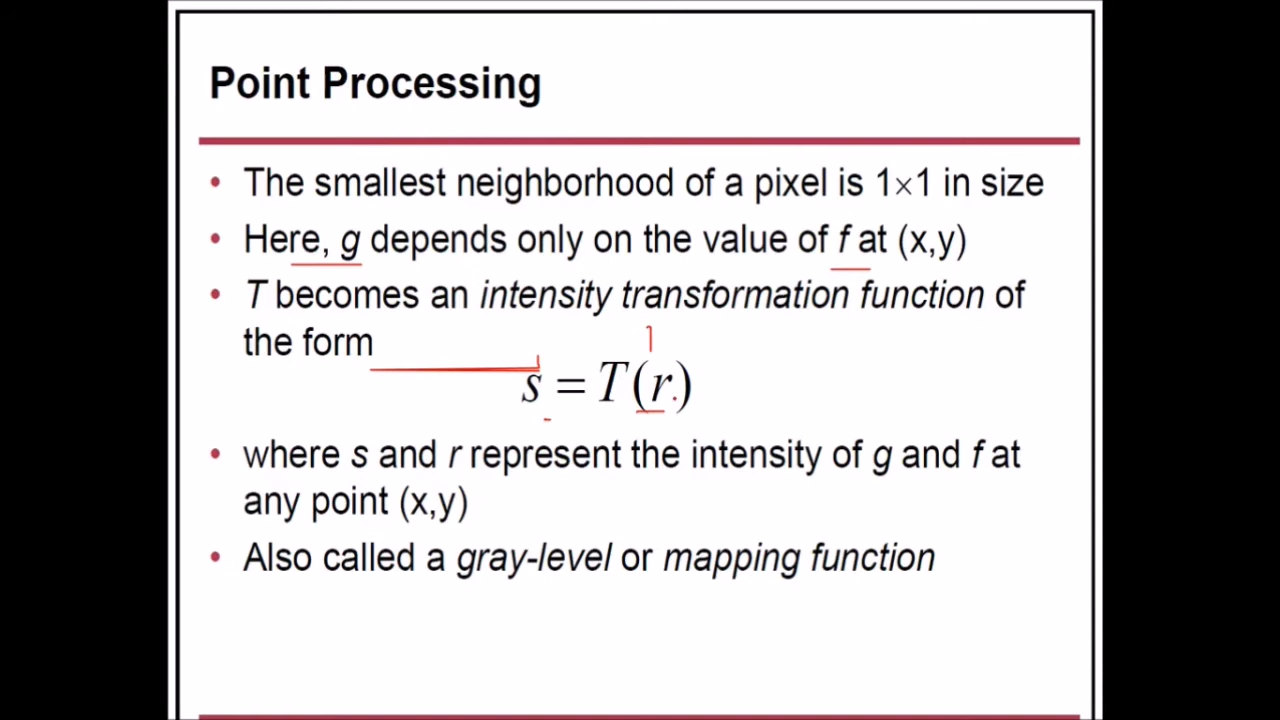 Point Processing
• The smallest neighborhood of a pixel is 1×1 in size
• Here, g depends only on the value of f at (x,y)
• T becomes an intensity transformation function of
the form
s = T(r)
• where s and r represent the intensity of g and f at
any point (x,y)
• Also called a gray-level or mapping function